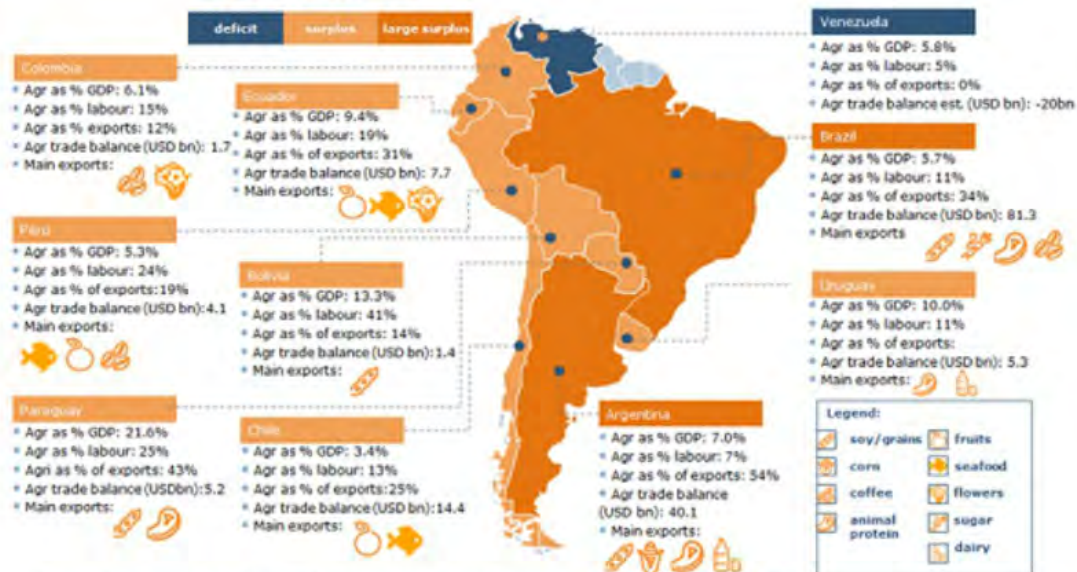 deficit
surplus
large surplus
Colombia
Agr as % GDP: 6.1%
Agr as % labour: 15%
Agr as % exports: 12%
Agr trade balance (USD bn): 1.7
Main exports:
Ecuador
Agr as % GDP: 9.4%
Agr as % labour: 19%
Agr as % of exports: 31%
Agr trade balance (USD bn): 7.7
Main exports:
Perú
Agr as % GDP: 5.3%
Agr as % labour: 24%
Agr as % of exports:19%
Agr trade balance (USD bn):4.1
Main exports:
Bolivia
Agr as % GDP: 13.3%
Agr as % labour: 41%
Agr as % of exports: 14%
Agr trade balance (USD bn):1.4
Main exports:
Paraguay
Agr as % GDP: 21.6%
Agr as % labour: 25%
Agri as % of exports: 43%
Agr trade balance (USDbn):5.2
Main exports:
Chile
Agr as % GDP: 3.4%
Agr as % labour: 13%
Agr as % of exports:25%
Agr trade balance (USD bn):14.4
Main exports:
Argentina
Agr as % GDP: 7.0%
Agr as % labour: 7%
Agr as % of exports: 54%
Agr trade balance
(USD bn): 40.1
Main exports:
Venezuela
Agr as % GDP: 5.8%
Agr as % labour: 5%
Agr as % of exports: 0%
Agr trade balance est. (USD bn): -20bn
Brazil
Agr as % GDP: 5.7%
Agr as % labour: 11%
Agr as % of exports: 34%
Agr trade balance (USD bn): 81.3
Main exports
Uruguay
Agr as % GDP: 10.0%
Agr as % labour: 11%
Agr as % of exports:
Agr trade balance (USD bn): 5.3
Main exports:
Legend:
soy/grains
fruits
corn
seafood
coffee
flowers
animal
protein
sugar
dairy